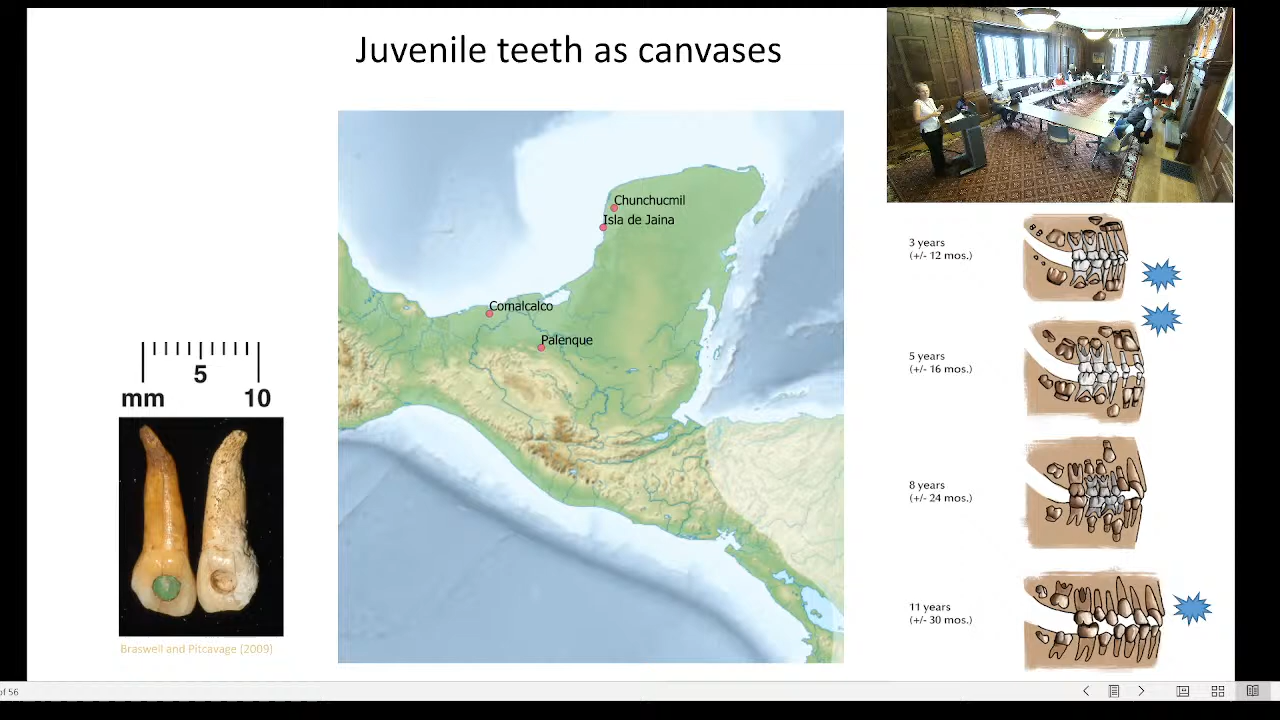 Juvenile teeth as canvases
Chunchucmil
Isla de Jaina
Comalcalco
Palenque
5
mm 10
Braswell and Pitcavage (2009)
3 years
(+/- 12 mos.)
5 years
(+/- 16 mos.)
8 years
(+/- 24 mos.)
11 years
(+/- 30 mos.)
of 56